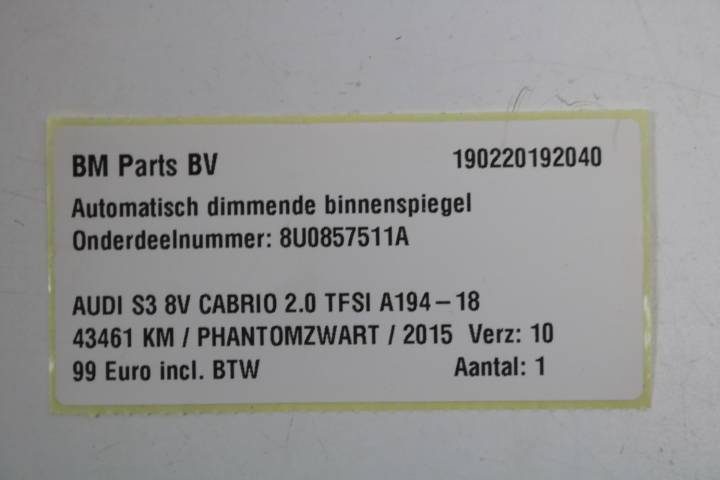 BM Parts BV 190220192040
Automatisch dimmende binnenspiegel
Onderdeelnummer: 8U0857511A
AUDI S3 8V CABRIO 2.0 TFSI A194-18
43461 KM / PHANTOMZWART / 2015 Verz: 10
99 Euro incl. BTW Aantal: 1